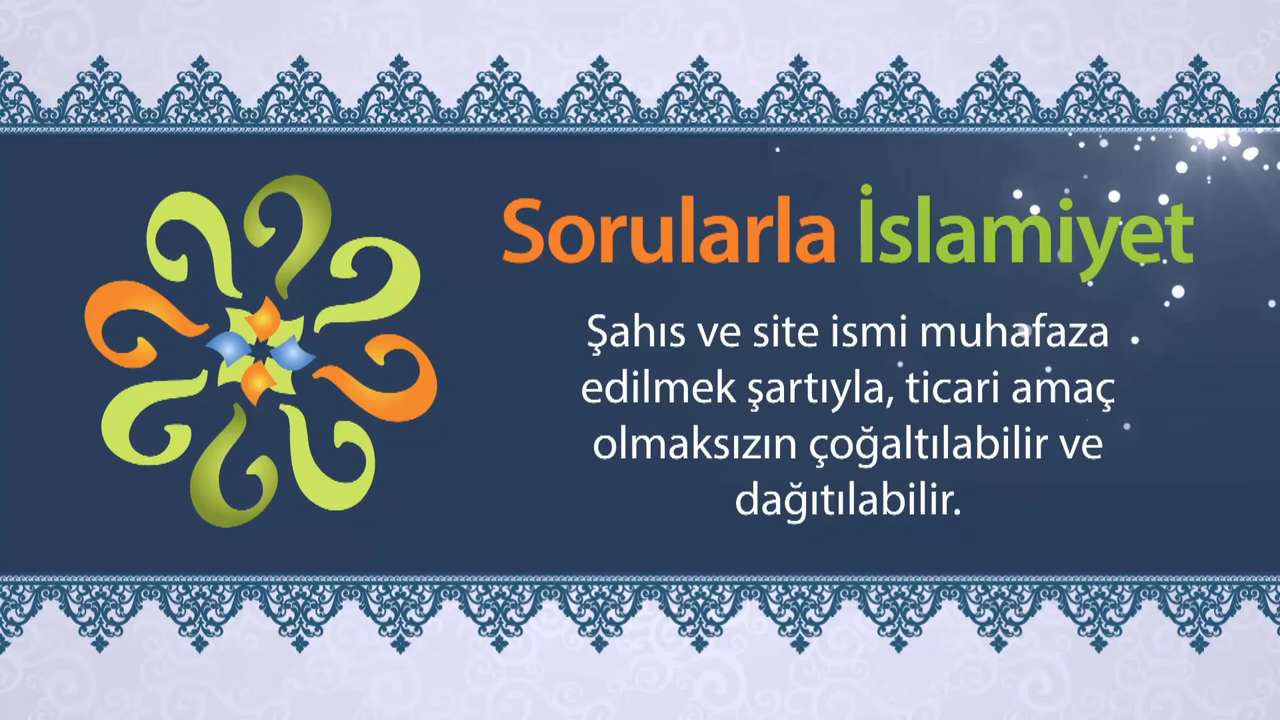 Sorularla İslamiyet
Şahıs ve site ismi muhafaza
edilmek şartıyla, ticari amaç
olmaksızın çoğaltılabilir ve
dağıtılabilir.